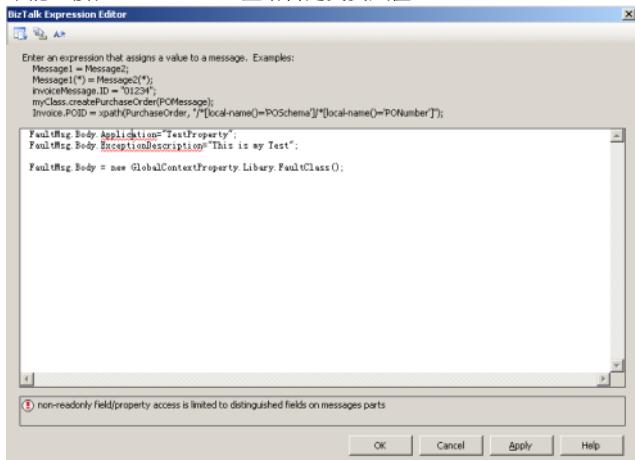 BizTalk Expression Editor
Enter an expression that assigns a value to a message. Examples:
Message1 = Message2;
Message1(*) = Message2(*);
invoiceMessage.ID = "01234";
myClass.createPurchaseOrder(POMessage);
Invoice.POID = xpath(PurchaseOrder, "/*[local-name()='POSchema']/*[local-name()='PONumber']");
FaultMsg.Body.Application="TestProperty";
FaultMsg.Body.ExceptionDescription="This is my Test";
FaultMsg.Body = new GlobalContextProperty.Libary.FaultClass();
non-readonly field/property access is limited to distinguished fields on messages parts
OK Cancel Apply Help